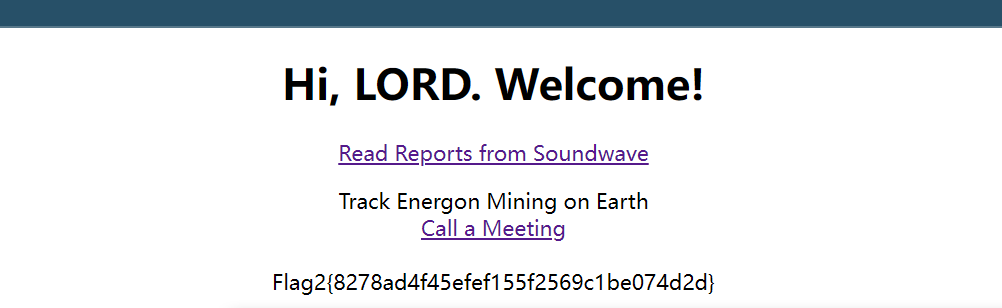 Hi, LORD. Welcome!
Read Reports from Soundwave
Track Energon Mining on Earth
Call a Meeting
Flag2{8278ad4f45efef155f2569c1be074d2d}